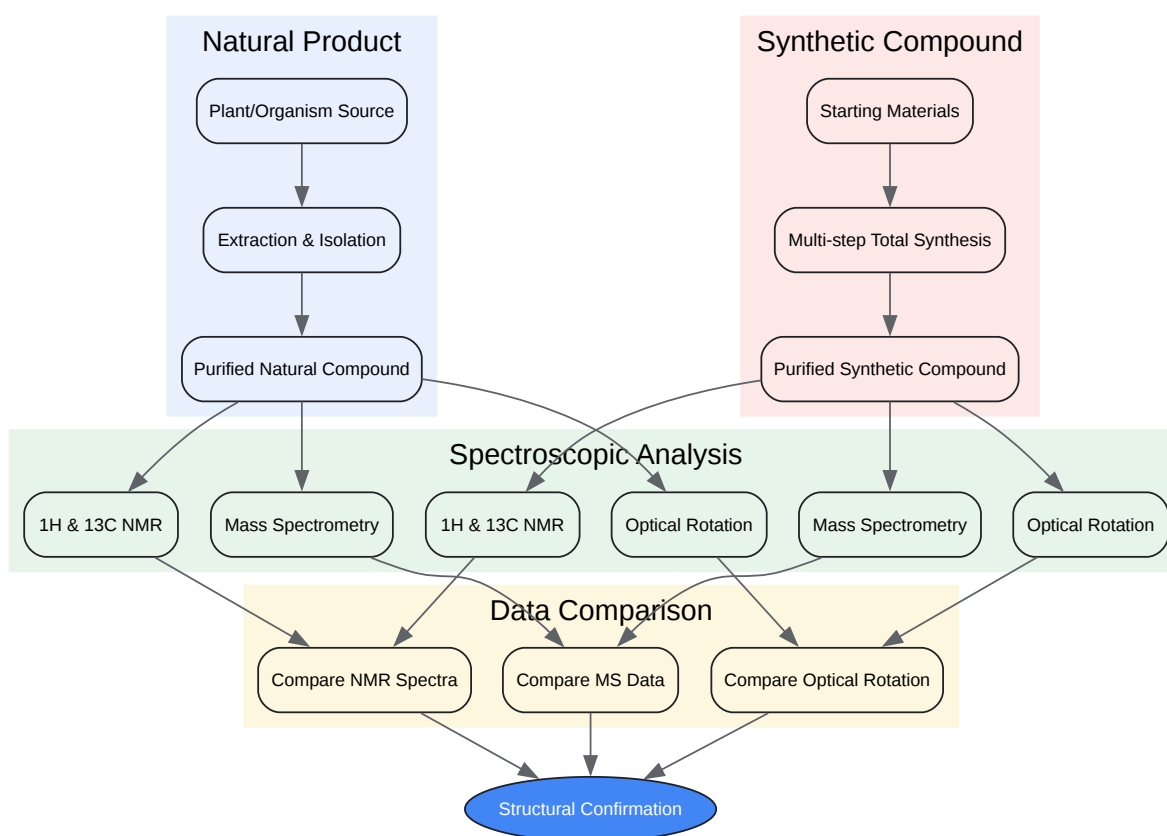 Natural Product
Synthetic Compound
Plant/Organism Source
Starting Materials
Extraction & Isolation
Multi-step Total Synthesis
Purified Natural Compound
Purified Synthetic Compound
Spectroscopic Analysis
1H & 13C NMR
Mass Spectrometry
1H & 13C NMR
Optical Rotation
Mass Spectrometry
Optical Rotation
Data Comparison
Compare NMR Spectra
Compare MS Data
Compare Optical Rotation
Structural Confirmation